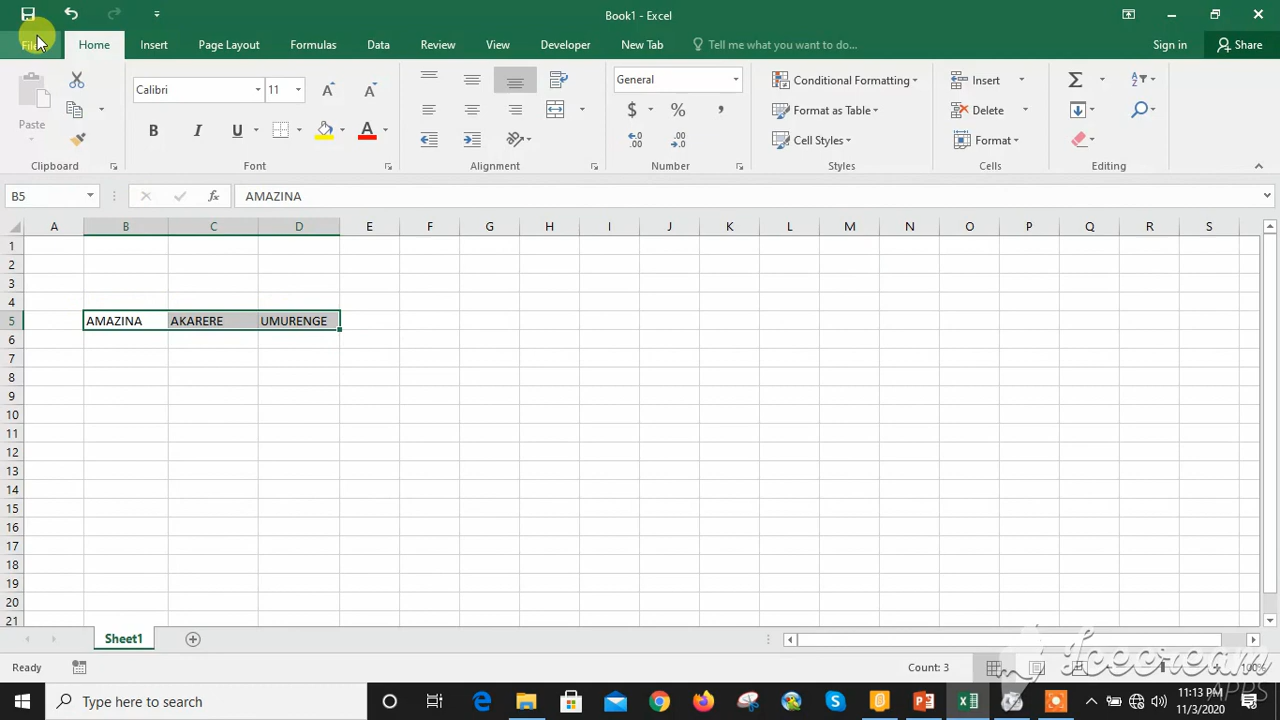 Book1 - Excel
File
Home
Insert
Page Layout
Formulas
Data
Review
View
Developer
New Tab
Tell me what you want to do...
Sign in
Share
Paste
Clipboard
Calibri
11
B I U A
Font
Alignment
General
$ % ,
Number
Conditional Formatting
Format as Table
Cell Styles
Styles
Insert
Delete
Format
Cells
Editing
B5
fx
AMAZINA
A B C D E F G H I J K L M N O P Q R S
1
2
3
4
5 AMAZINA AKARERE UMURENGE
6
7
8
9
10
11
12
13
14
15
16
17
18
19
20
21
Sheet1
Ready
Count: 3
100%
Icecream
APPS
Type here to search
11:13 PM
11/3/2020